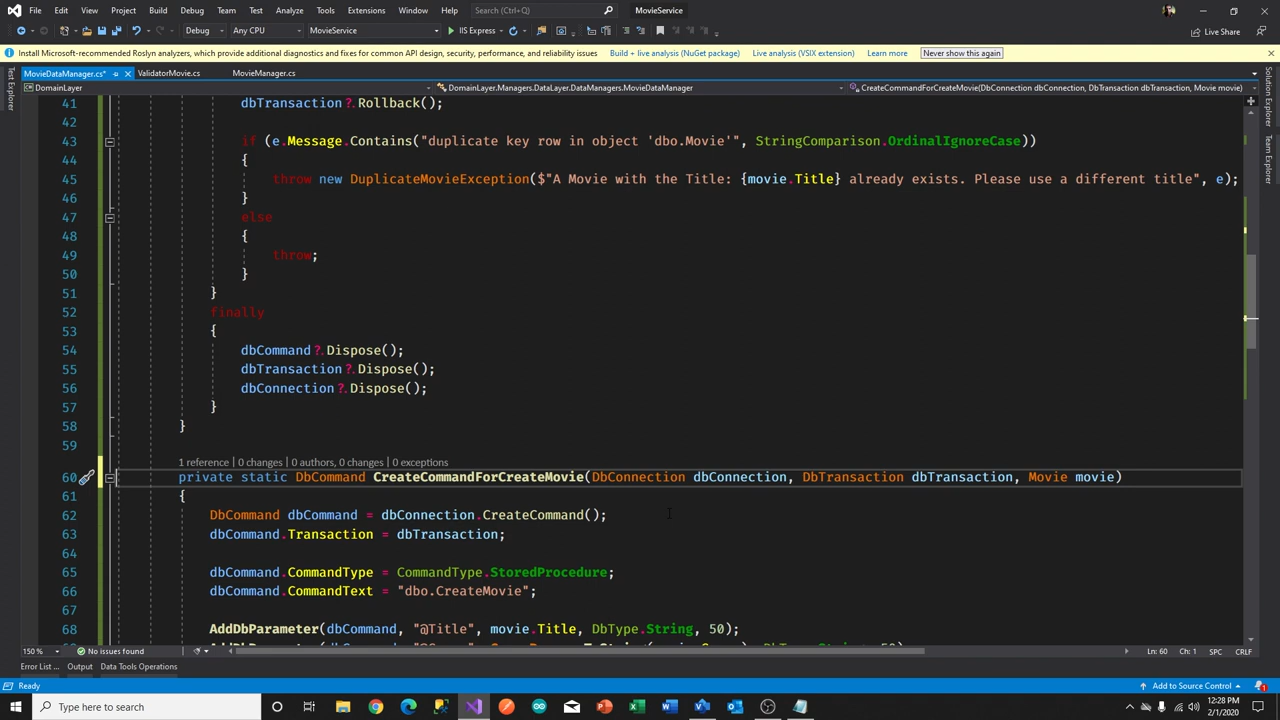 File Edit View Project Build Debug Team Test Analyze Tools Extensions Window Help Search (Ctrl+Q) MovieService
Debug Any CPU MovieService IIS Express Live Share
Install Microsoft-recommended Roslyn analyzers, which provide additional diagnostics and fixes for common API design, security, performance, and reliability issues Build + live analysis (NuGet package) Live analysis (VSIX extension) Learn more Never show this again
MovieDataManager.cs* ValidatorMovie.cs MovieManager.cs
DomainLayer DomainLayer.Managers.DataLayer.DataManagers.MovieDataManager CreateCommandForCreateMovie(DbConnection dbConnection, DbTransaction dbTransaction, Movie movie)
Test Explorer
Solution Explorer
Team Explorer
41 dbTransaction?.Rollback();
42
43 if (e.Message.Contains("duplicate key row in object 'dbo.Movie'", StringComparison.OrdinalIgnoreCase))
44 {
45 throw new DuplicateMovieException($"A Movie with the Title: {movie.Title} already exists. Please use a different title", e);
46 }
47 else
48 {
49 throw;
50 }
51 }
52 finally
53 {
54 dbCommand?.Dispose();
55 dbTransaction?.Dispose();
56 dbConnection?.Dispose();
57 }
58 }
59
1 reference | 0 changes | 0 authors, 0 changes | 0 exceptions
60 private static DbCommand CreateCommandForCreateMovie(DbConnection dbConnection, DbTransaction dbTransaction, Movie movie)
61 {
62 DbCommand dbCommand = dbConnection.CreateCommand();
63 dbCommand.Transaction = dbTransaction;
64
65 dbCommand.CommandType = CommandType.StoredProcedure;
66 dbCommand.CommandText = "dbo.CreateMovie";
67
68 AddDbParameter(dbCommand, "@Title", movie.Title, DbType.String, 50);
150 % No issues found Ln: 60 Ch: 1 SPC CRLF
Error List ... Output Data Tools Operations
Ready Add to Source Control 1
Type here to search 12:28 PM
2/1/2020